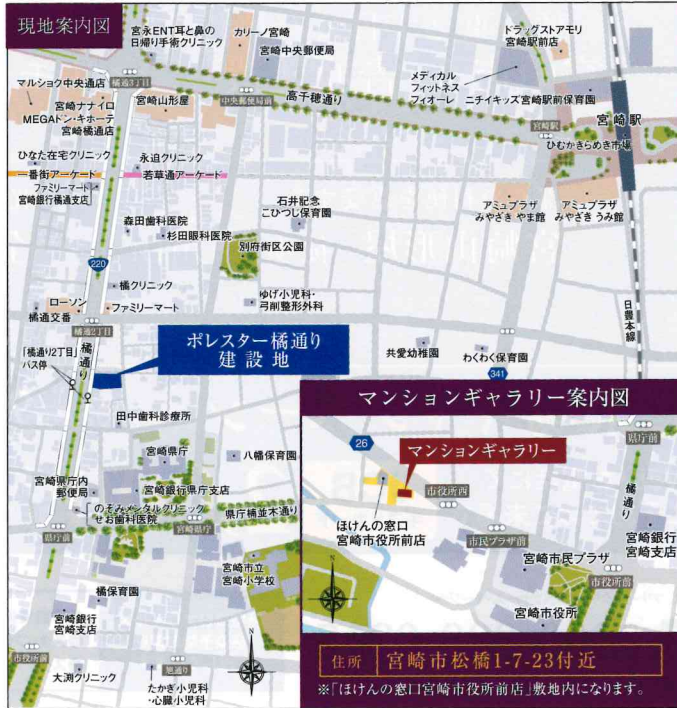 現地案内図
宮永ENT耳と鼻の
日帰り手術クリニック
カリーノ宮崎
宮崎中央郵便局
ドラッグストアモリ
宮崎駅前店
マルショク中央通店
橘通3丁目
メディカル
フィットネス
フィオーレ
ニチイキッズ宮崎駅前保育園
宮崎ナナイロ
MEGAドン・キホーテ
宮崎橘通店
宮崎山形屋
中央郵便局前
高千穂通り
宮崎駅
宮崎駅
ひむかきらめき市場
ひなた在宅クリニック
永迫クリニック
一番街アーケード
若草通アーケード
ファミリーマート
宮崎銀行橘通支店
石井記念
こひつじ保育園
アミュプラザ
みやざき やま館
アミュプラザ
みやざき うみ館
森田歯科医院
杉田眼科医院
別府街区公園
220
橘クリニック
ローソン
橘通交番
ファミリーマート
ゆげ小児科・
弓削整形外科
日豊本線
橘通2丁目
「橘通り2丁目」
バス停
橘通り
ポレスター橘通り
建設地
共愛幼稚園
わくわく保育園
341
田中歯科診療所
宮崎県庁
八幡保育園
宮崎県庁内
郵便局
宮崎銀行県庁支店
のぞみメンタルクリニック
せお歯科医院
県庁前
宮崎県庁
県庁楠並木通り
宮崎市立
宮崎小学校
橘保育園
宮崎銀行
宮崎支店
市役所前
旭通り
大渕クリニック
たかぎ小児科
・心臓小児科
N
マンションギャラリー案内図
26
マンションギャラリー
県庁前
橘通り
市役所西
ほけんの窓口
宮崎市役所前店
市民プラザ前
宮崎市民プラザ
宮崎銀行
宮崎支店
市役所前
宮崎市役所
N
住所 宮崎市松橋1-7-23付近
※「ほけんの窓口宮崎市役所前店」敷地内になります。